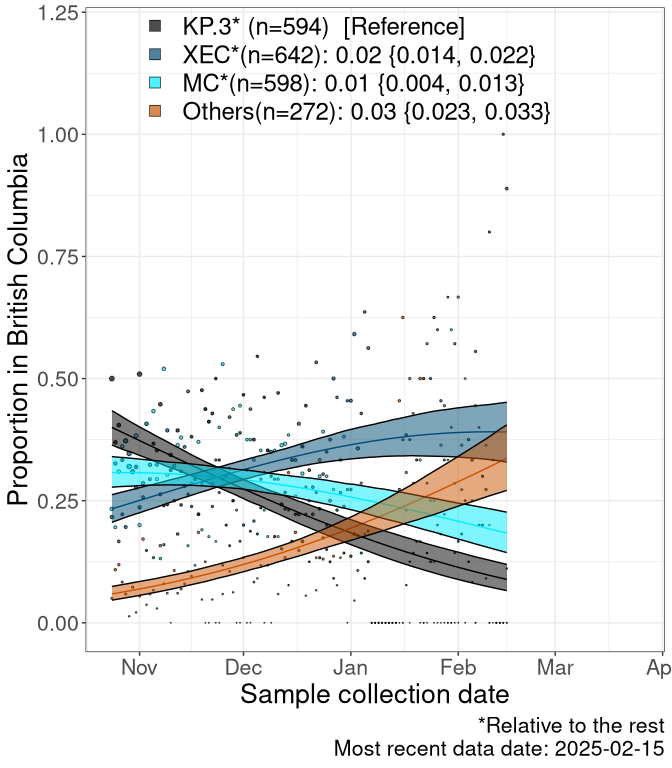 1.25
KP.3* (n=594)  [Reference]
XEC*(n=642): 0.02 {0.014, 0.022}
MC*(n=598): 0.01 {0.004, 0.013}
Others(n=272): 0.03 {0.023, 0.033}
1.00
0.75
0.50
0.25
0.00
Proportion in British Columbia
Nov Dec Jan Feb Mar Ap
Sample collection date
*Relative to the rest
Most recent data date: 2025-02-15